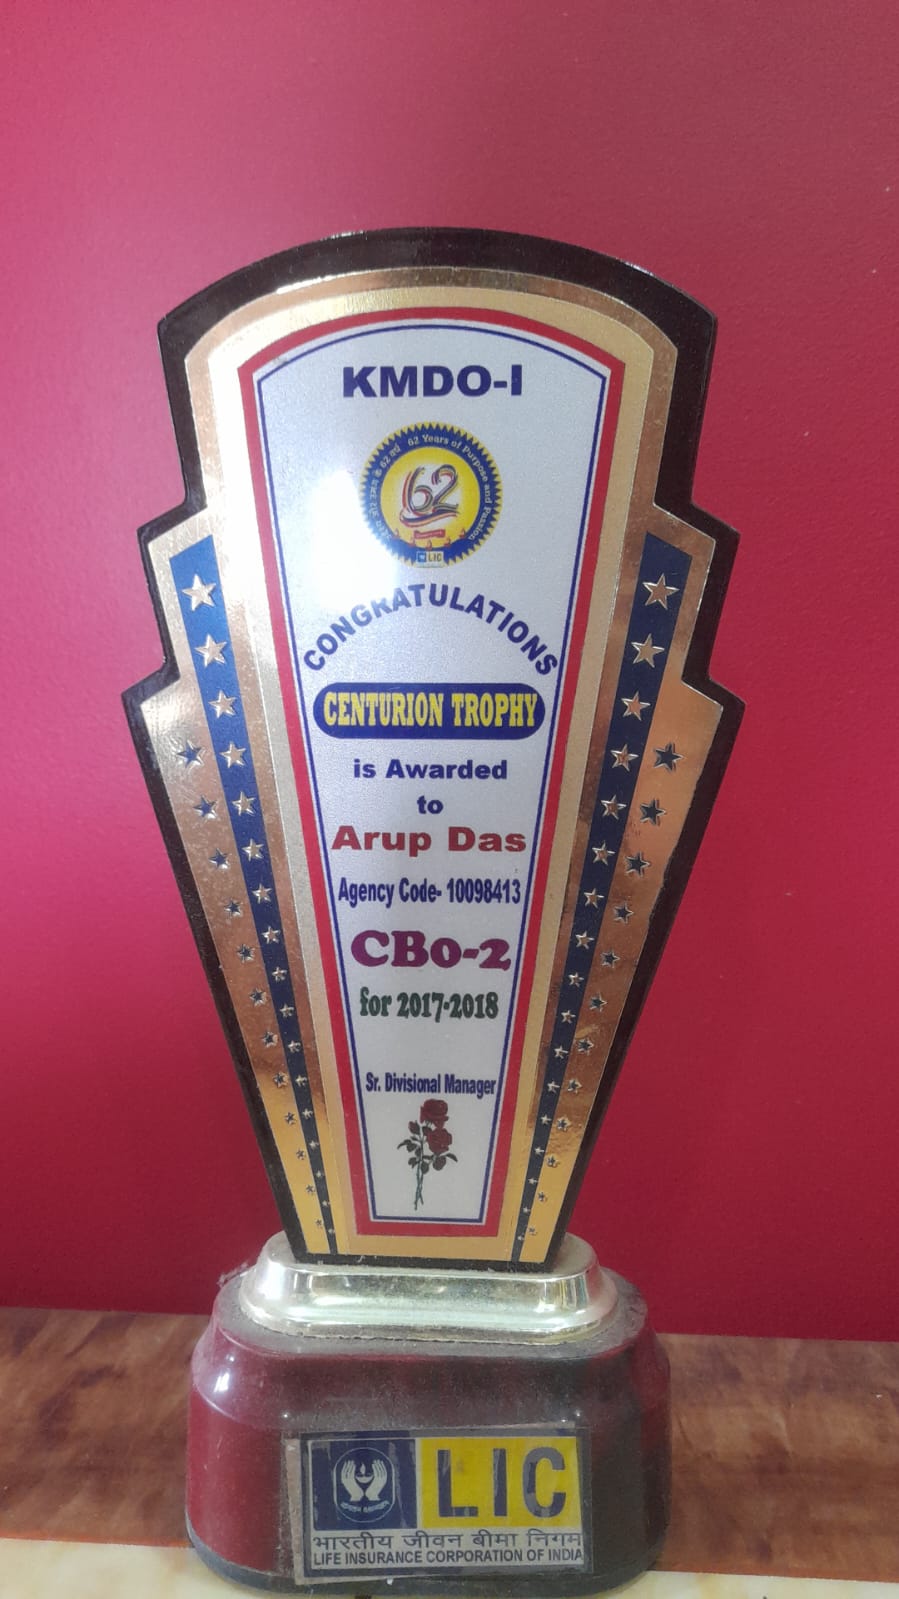 KMDO-I
62 Years of Purpose and Passion
62
LIC
CONGRATULATIONS
CENTURION TROPHY
is Awarded
to
Arup Das
Agency Code- 10098413
CBo-2
for 2017-2018
Sr. Divisional Manager
LIC
भारतीय जीवन बीमा निगम
LIFE INSURANCE CORPORATION OF INDIA